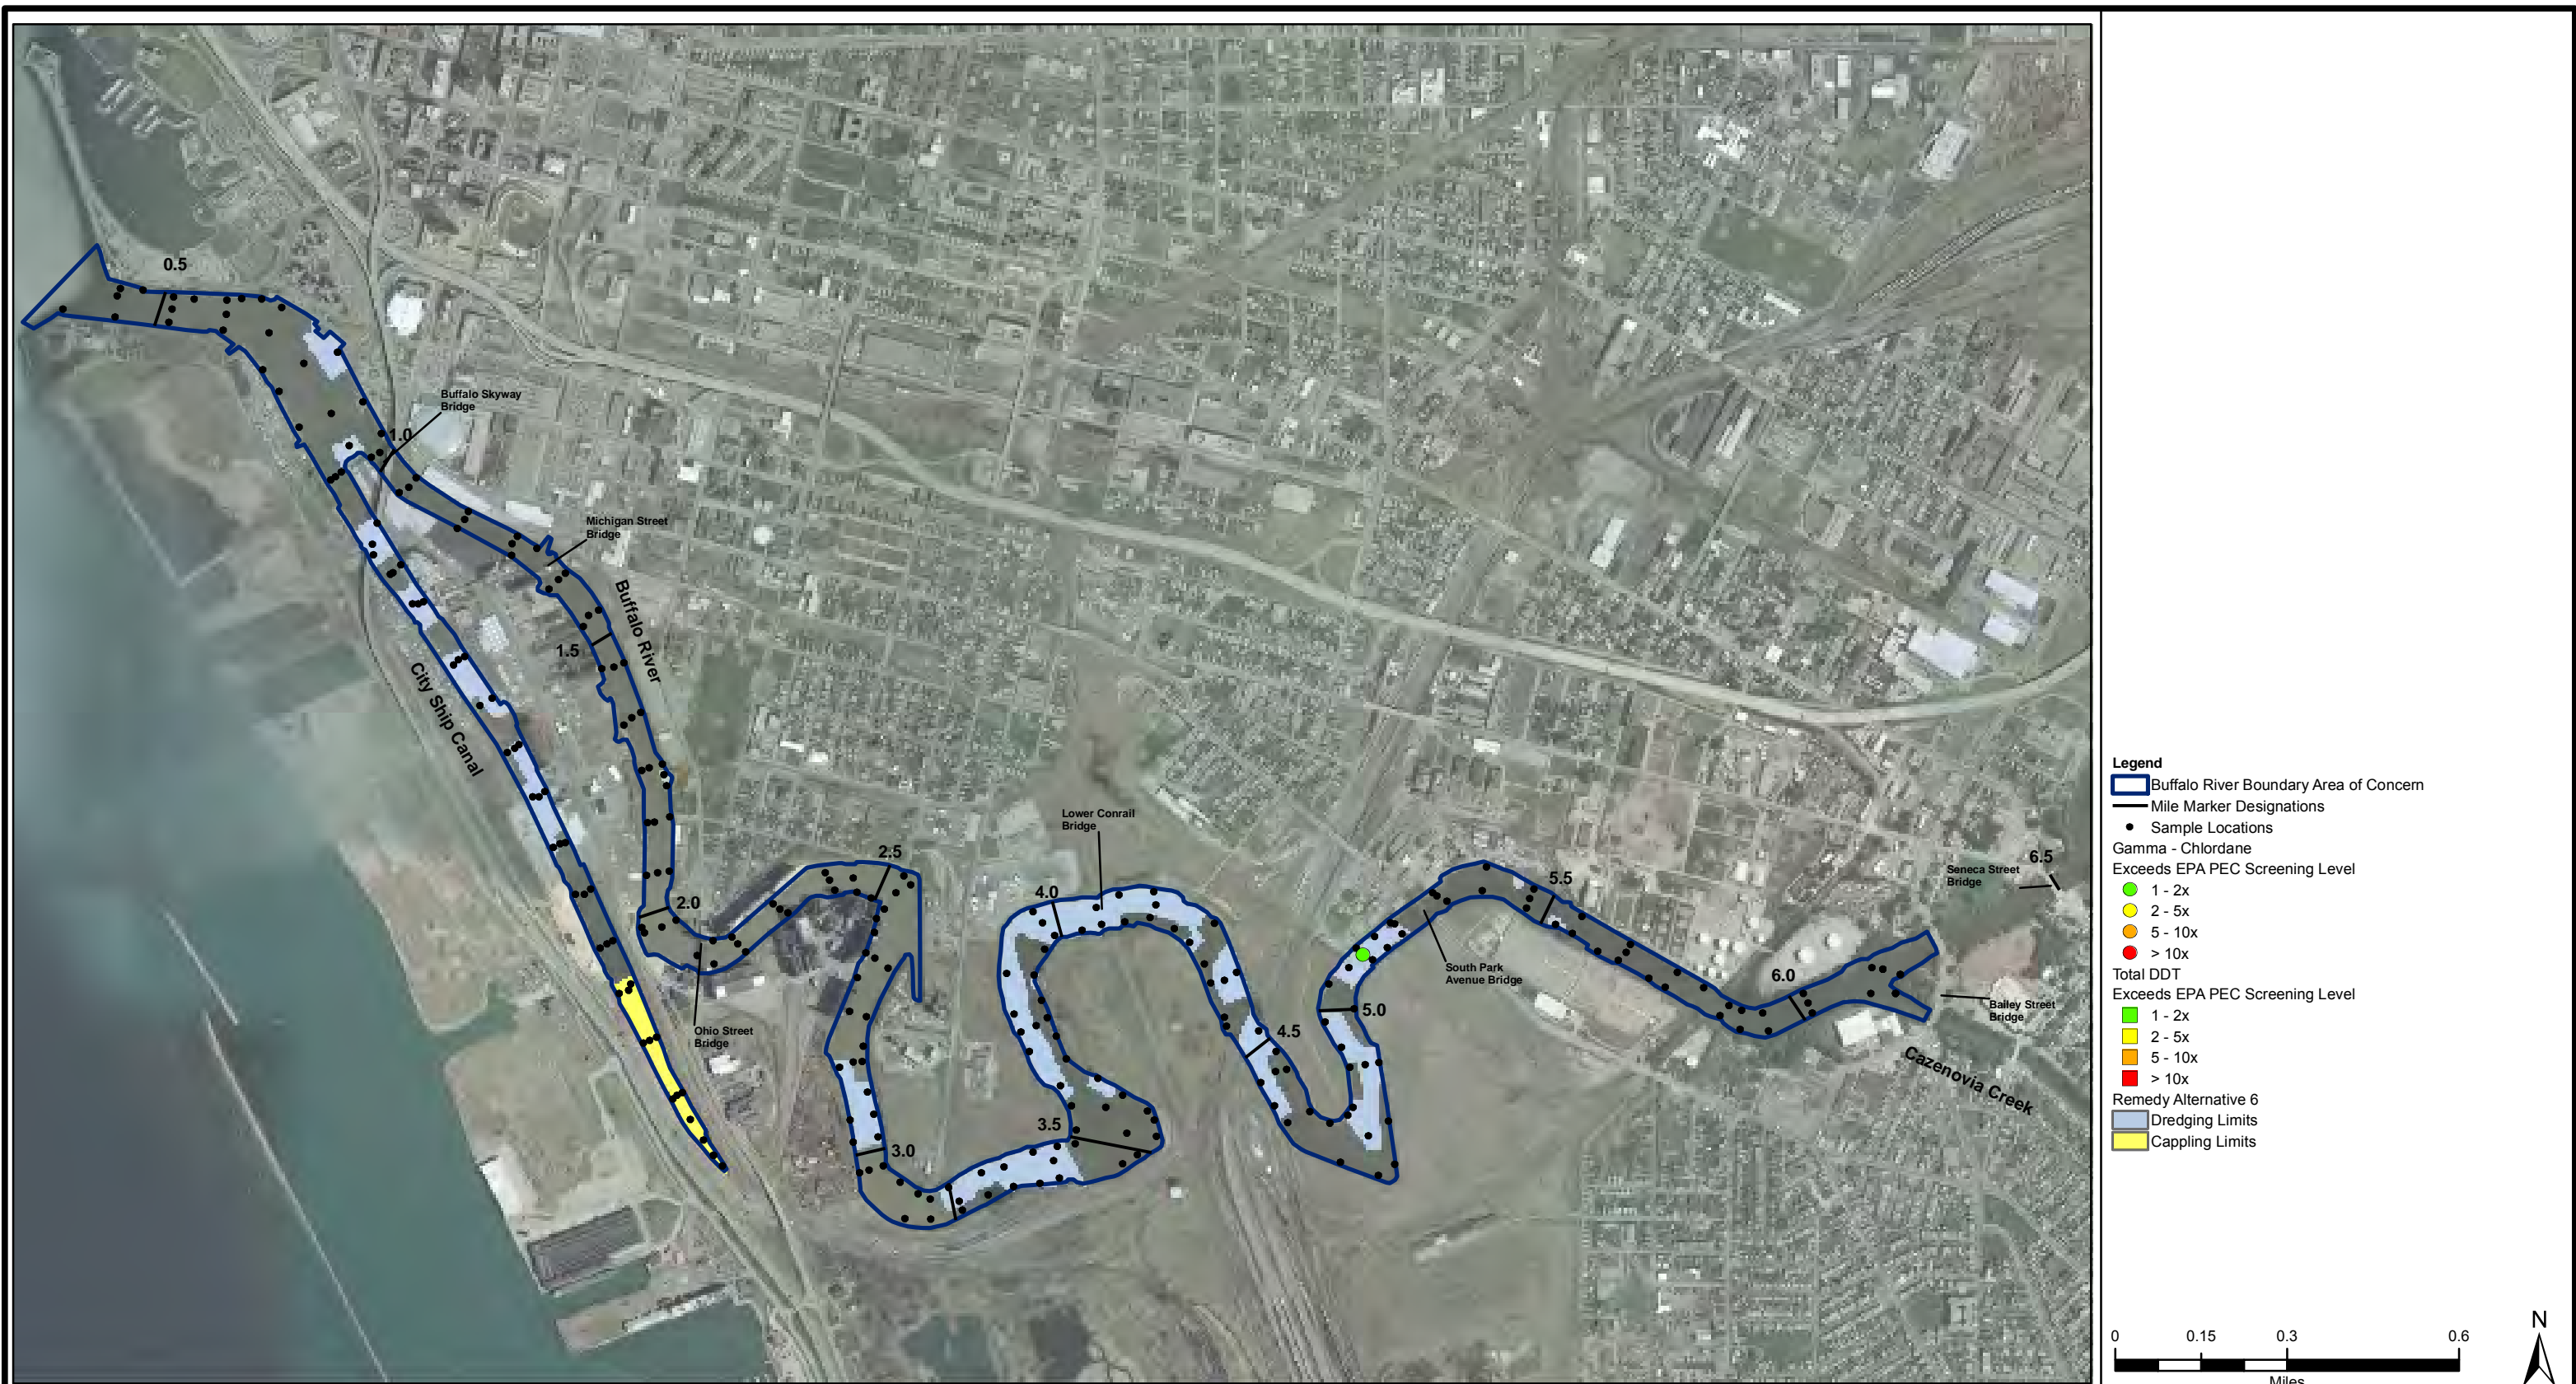 0.5
Buffalo Skyway
Bridge
1.0
Michigan Street
Bridge
Buffalo River
1.5
City Ship Canal
2.0
2.5
Ohio Street
Bridge
Lower Conrail
Bridge
4.0
3.0
3.5
4.5
5.0
South Park
Avenue Bridge
5.5
6.0
Seneca Street
Bridge
6.5
Bailey Street
Bridge
Cazenovia Creek
Legend
Buffalo River Boundary Area of Concern
Mile Marker Designations
Sample Locations
Gamma - Chlordane
Exceeds EPA PEC Screening Level
1 - 2x
2 - 5x
5 - 10x
> 10x
Total DDT
Exceeds EPA PEC Screening Level
1 - 2x
2 - 5x
5 - 10x
> 10x
Remedy Alternative 6
Dredging Limits
Cappling Limits
0 0.15 0.3 0.6
Miles
N